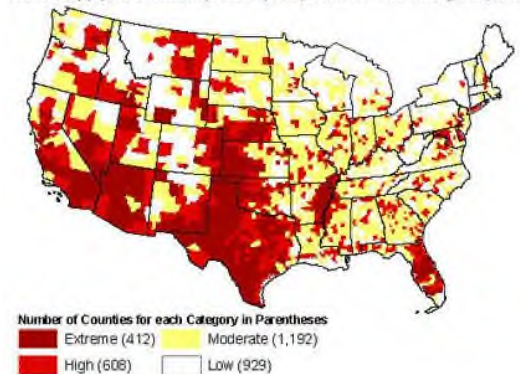 Number of Counties for each Category in Parentheses
Extreme (412) Moderate (1,192)
High (608) Low (929)